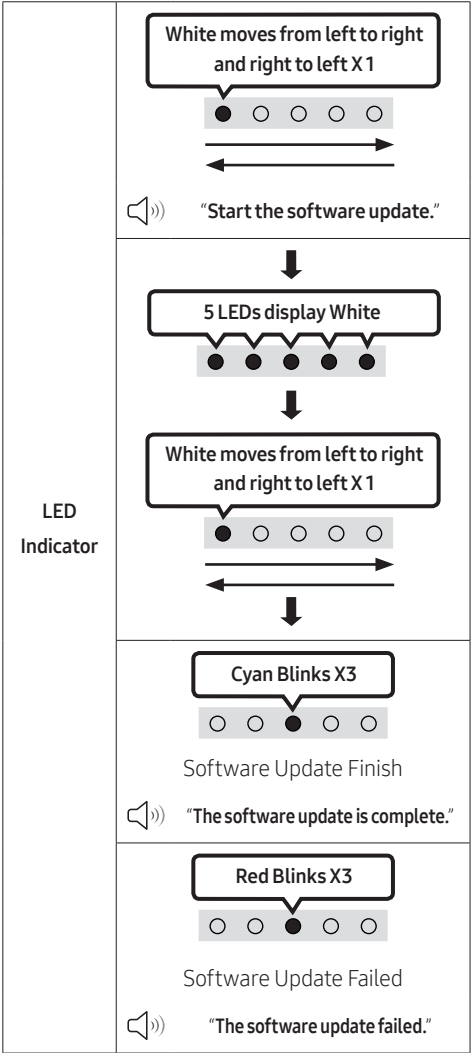 White moves from left to right
and right to left X 1
“Start the software update.”
5 LEDs display White
White moves from left to right
and right to left X 1
LED
Indicator
Cyan Blinks X3
Software Update Finish
“The software update is complete.”
Red Blinks X3
Software Update Failed
“The software update failed.”